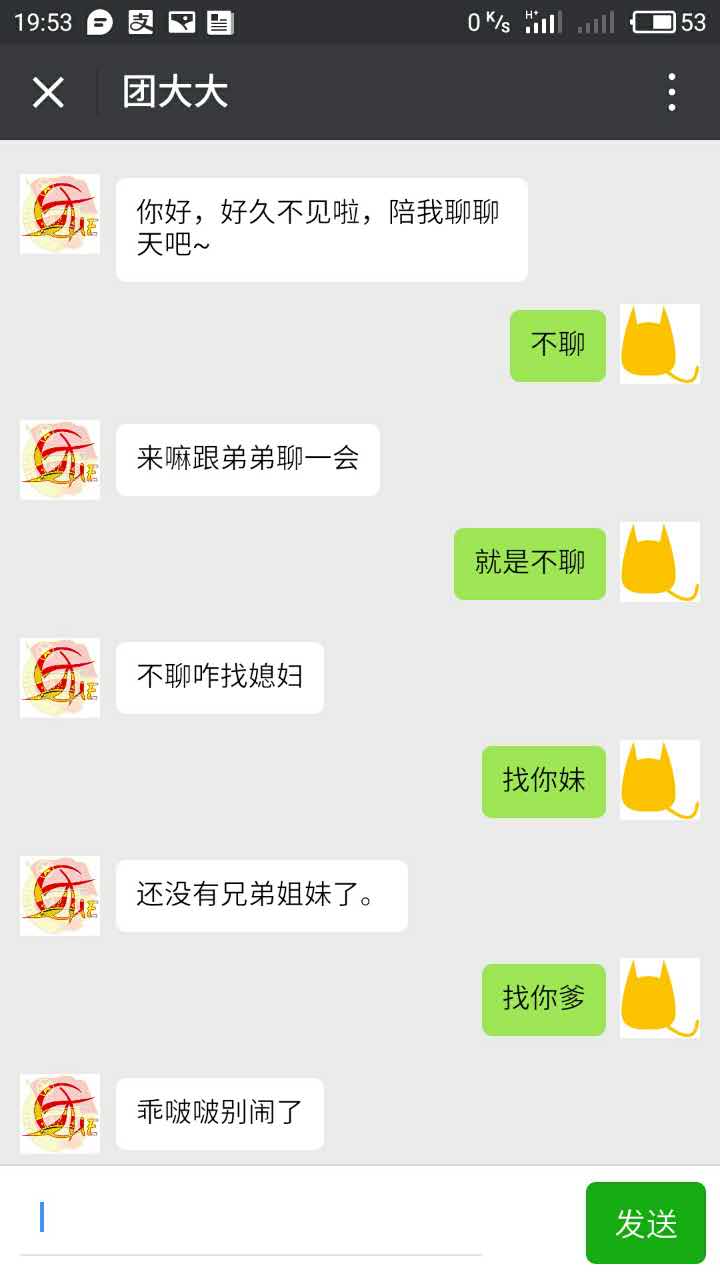 19:53
支
0 K/s
H+
53
团大大
你好，好久不见啦，陪我聊聊
天吧~
不聊
来嘛跟弟弟聊一会
就是不聊
不聊咋找媳妇
找你妹
还没有兄弟姐妹了。
找你爹
乖啵啵别闹了
发送